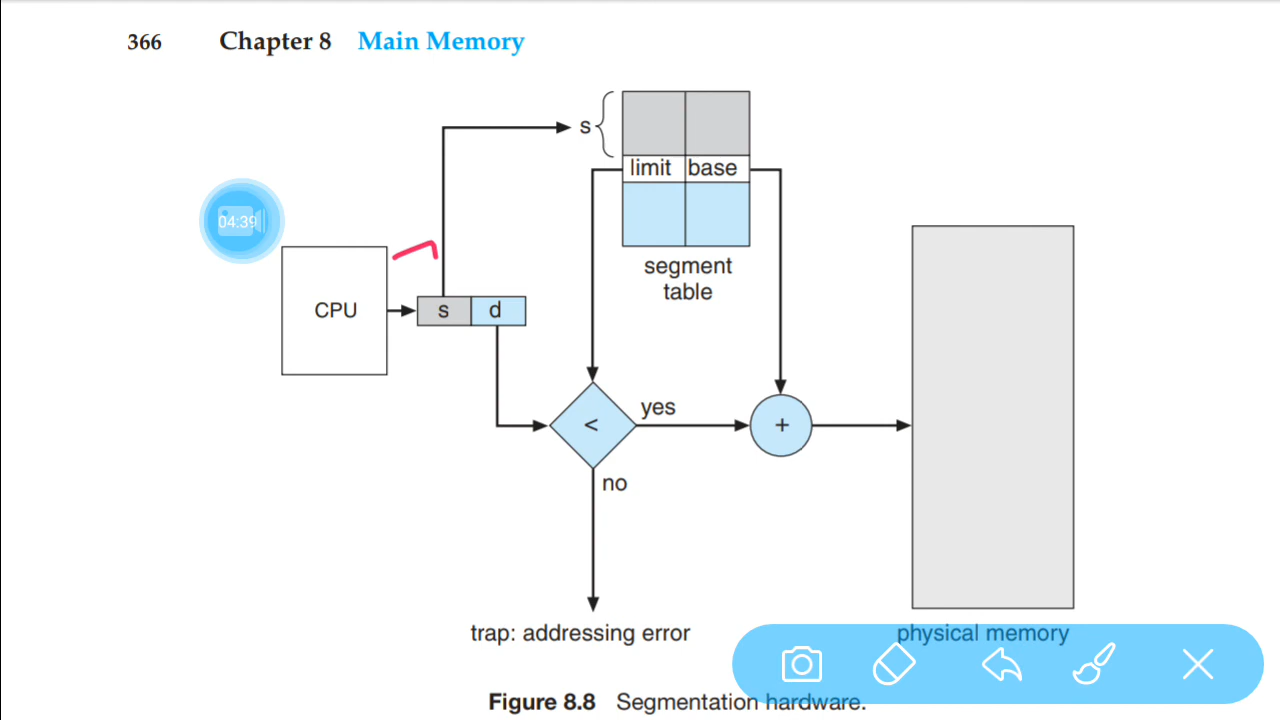 366 Chapter 8 Main Memory
s
limit base
04:39
segment
table
CPU
s d
yes
<
+
no
trap: addressing error
physical memory
Figure 8.8 Segmentation hardware.